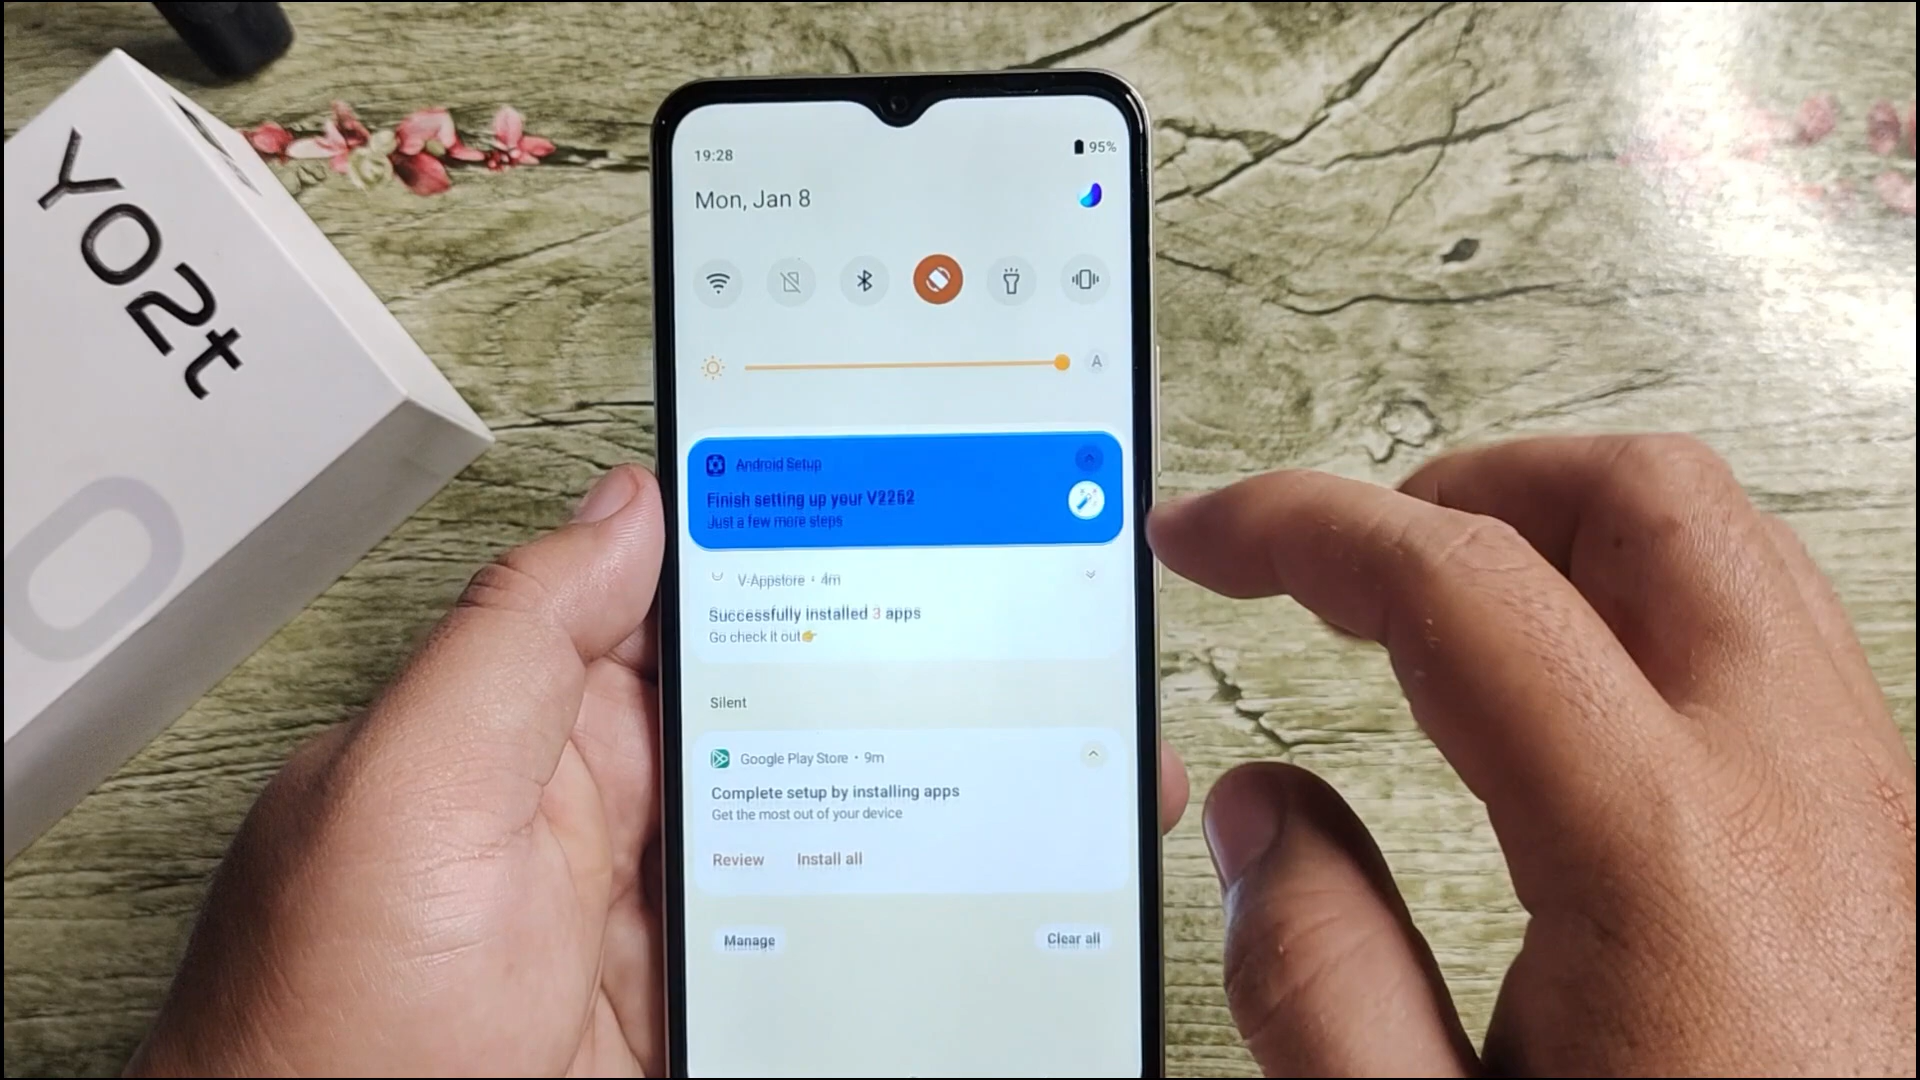 Y02t
19:28
95%
Mon, Jan 8
A
Android Setup
Finish setting up your V2252
Just a few more steps
V-Appstore • 4m
Successfully installed 3 apps
Go check it out👉
Silent
Google Play Store • 9m
Complete setup by installing apps
Get the most out of your device
Review Install all
Manage Clear all